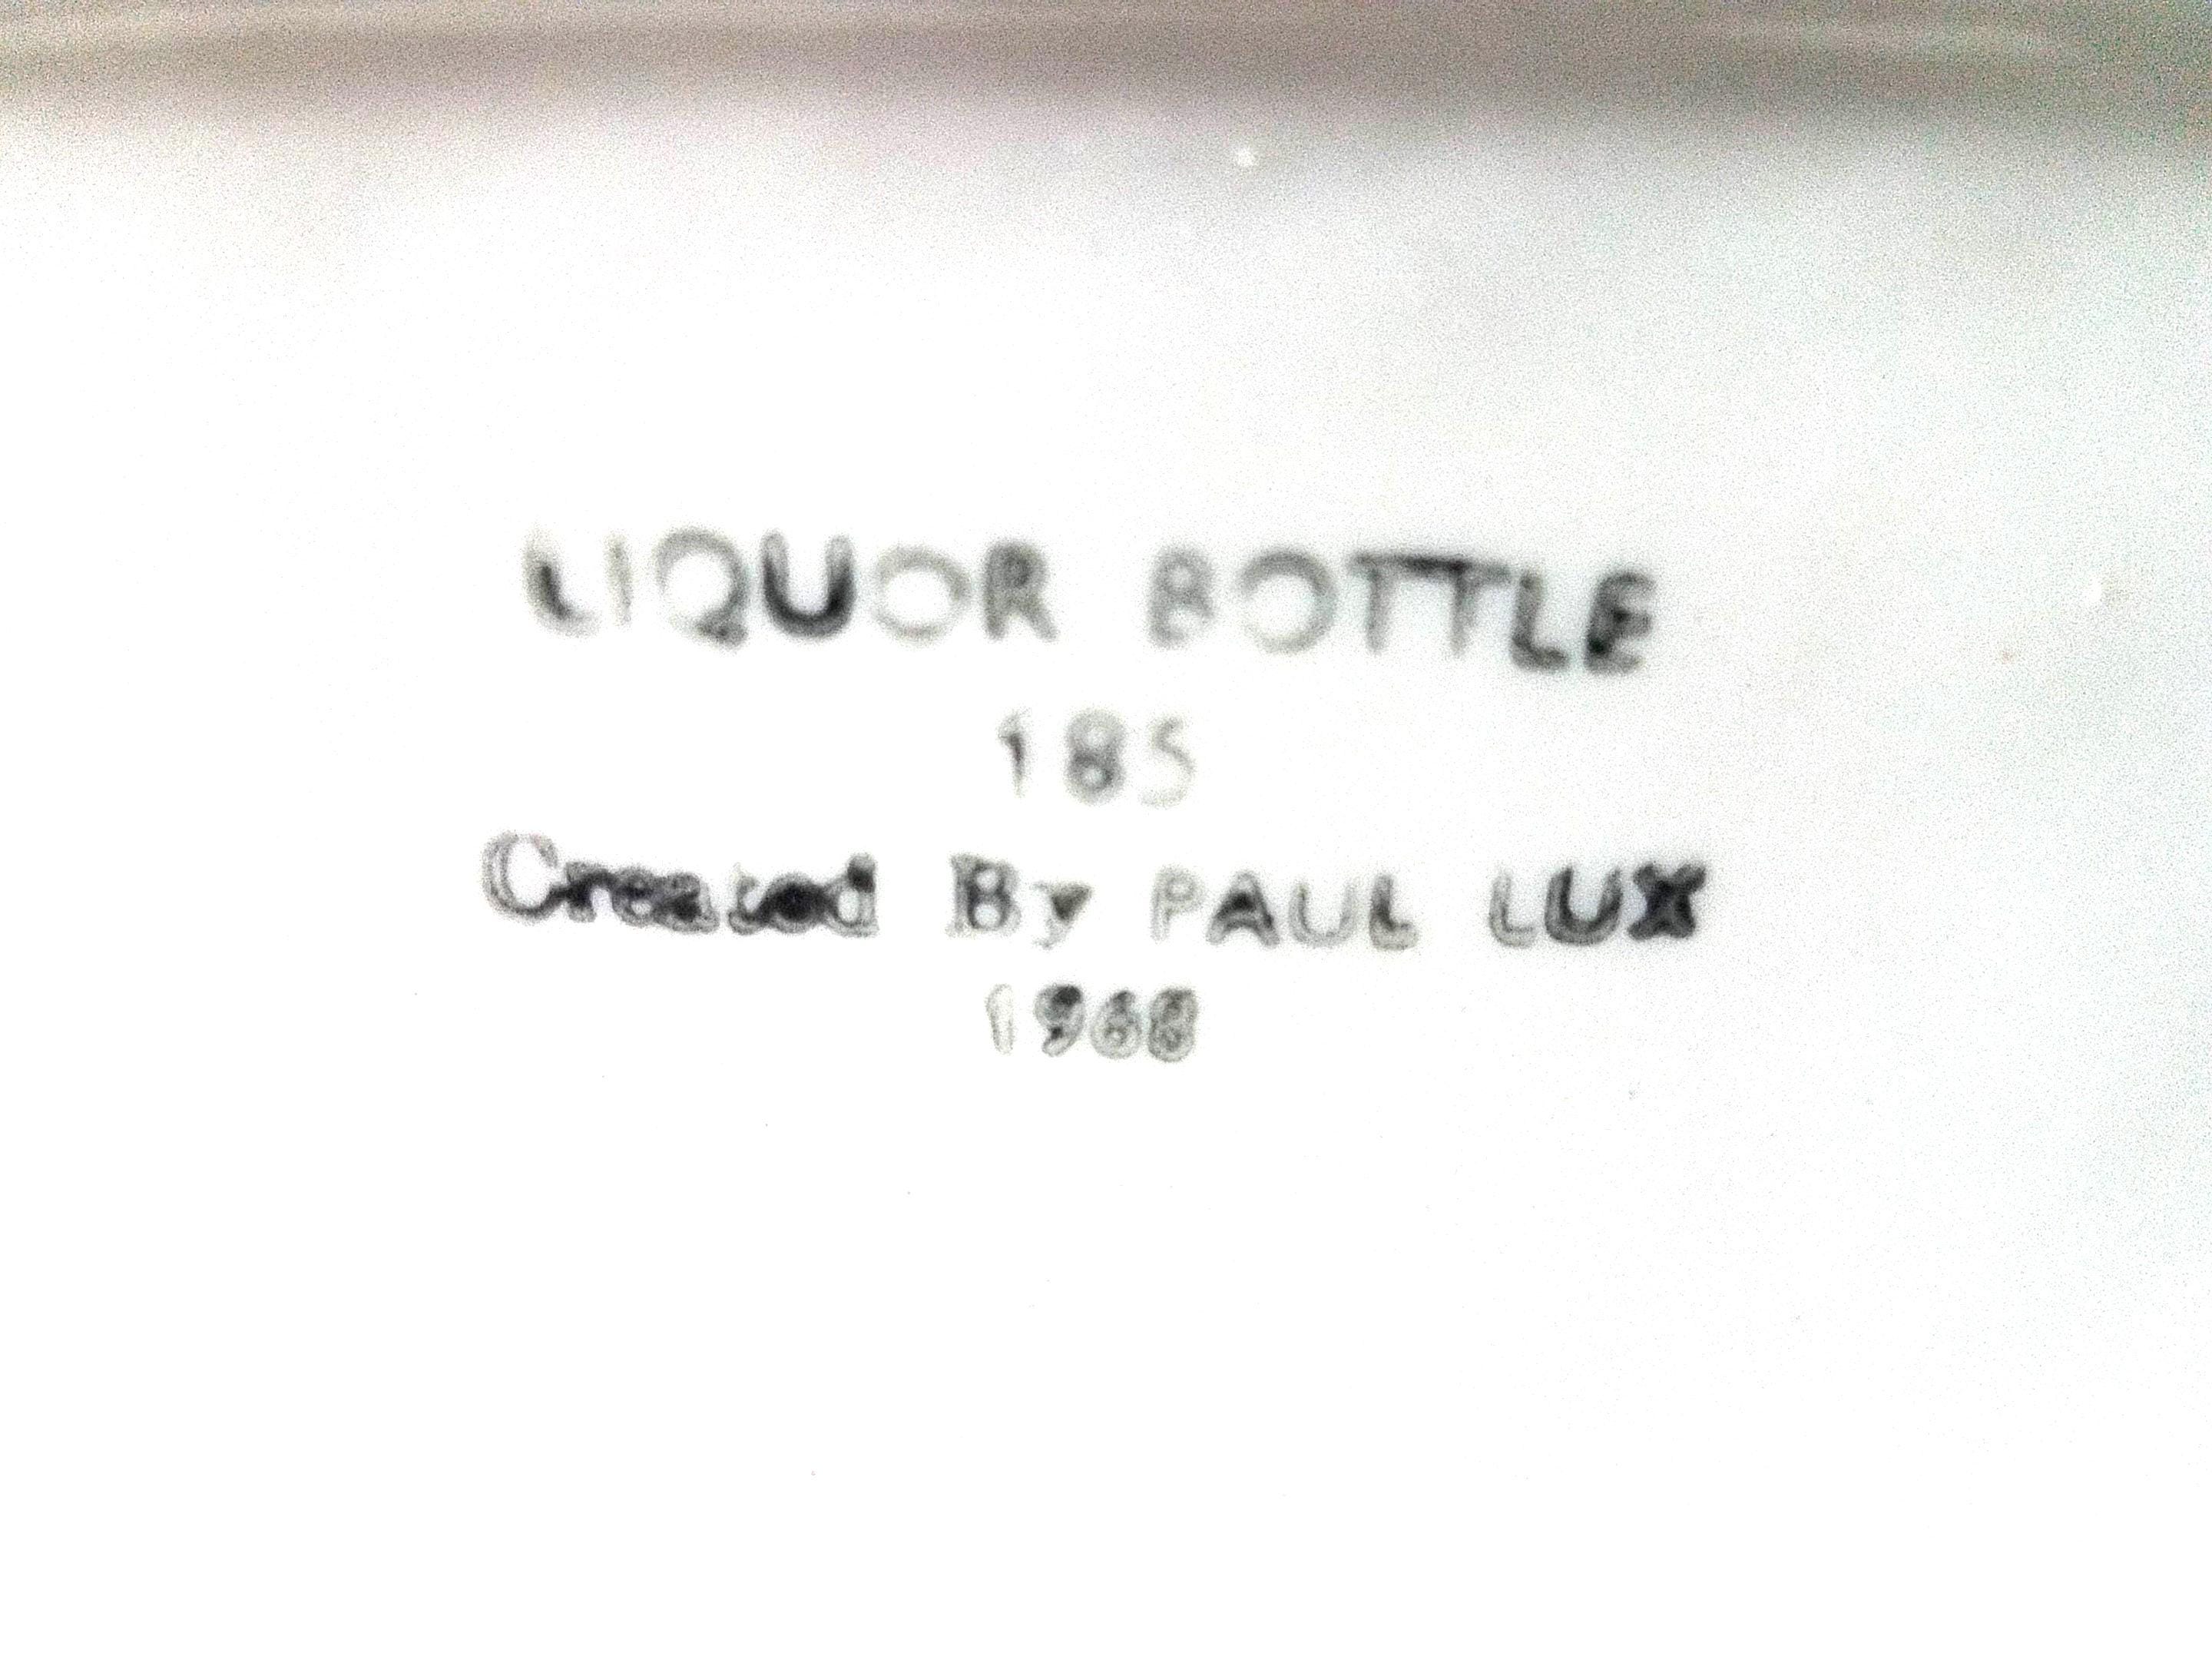 LIQUOR BOTTLE
185
Created By PAUL LUX
1968